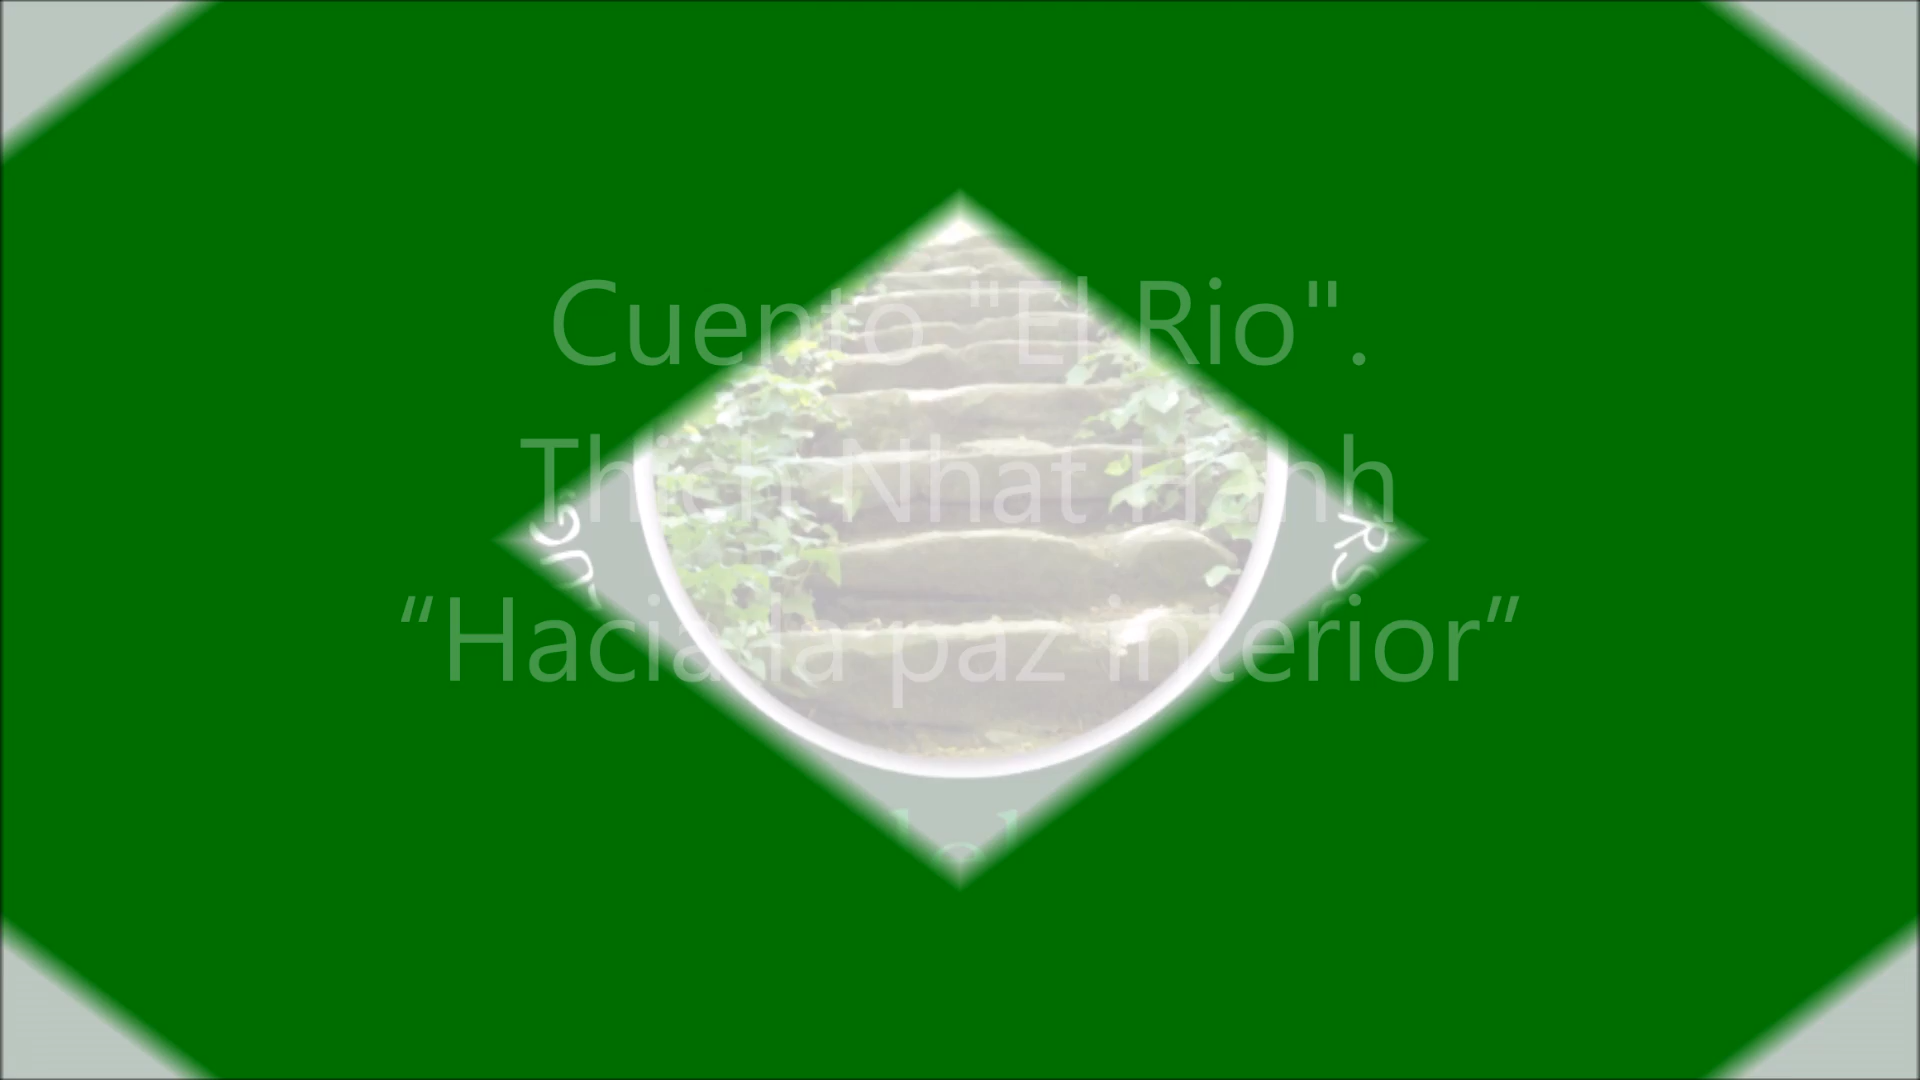 Cuento "El Rio".
Thich Nhat Hanh
“Hacia la paz interior”